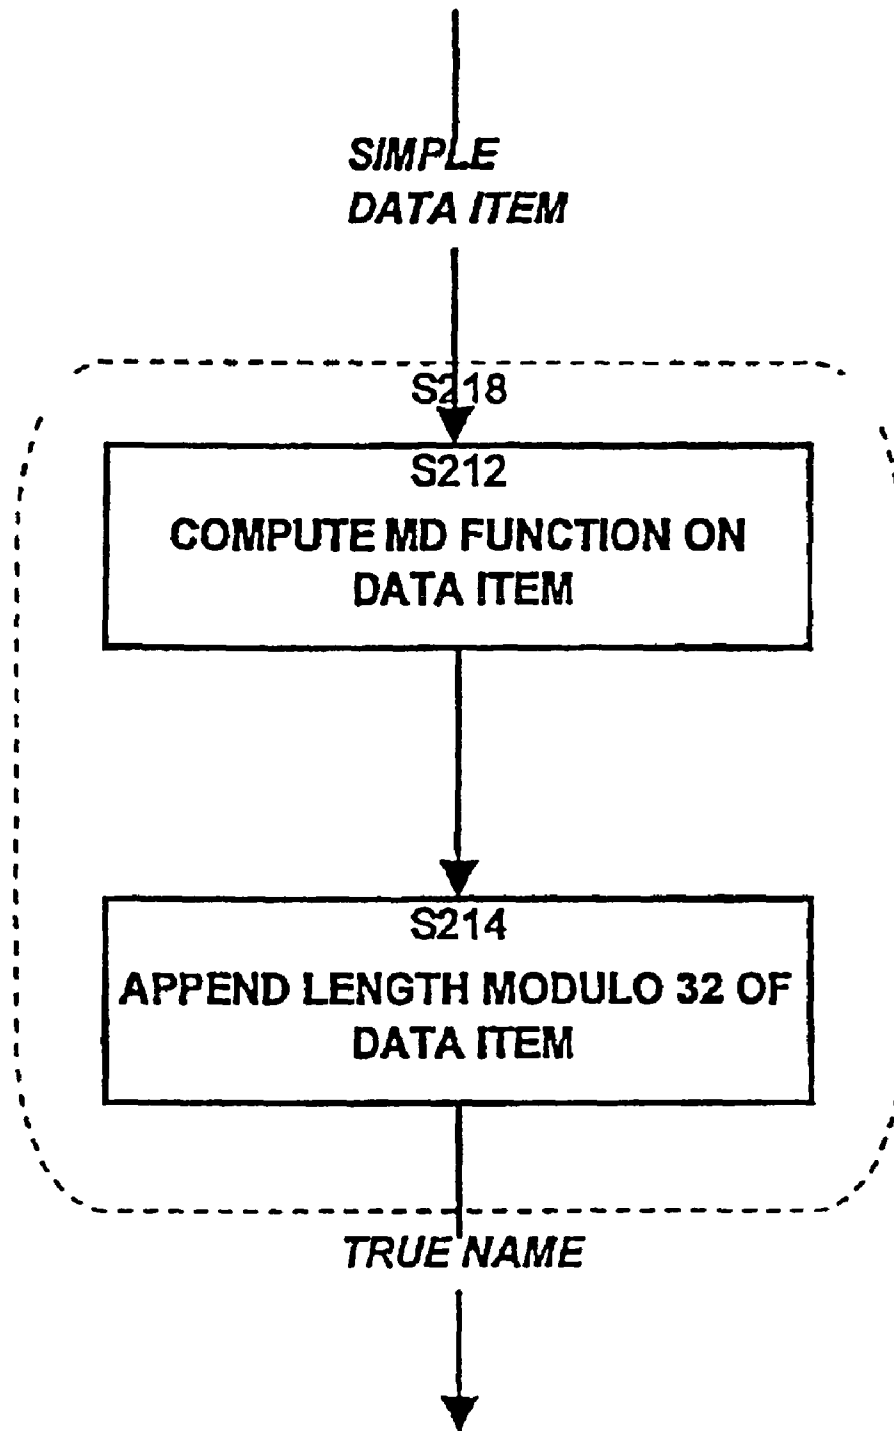 SIMPLE
DATA ITEM
S218
S212
COMPUTE MD FUNCTION ON
DATA ITEM
S214
APPEND LENGTH MODULO 32 OF
DATA ITEM
TRUE NAME